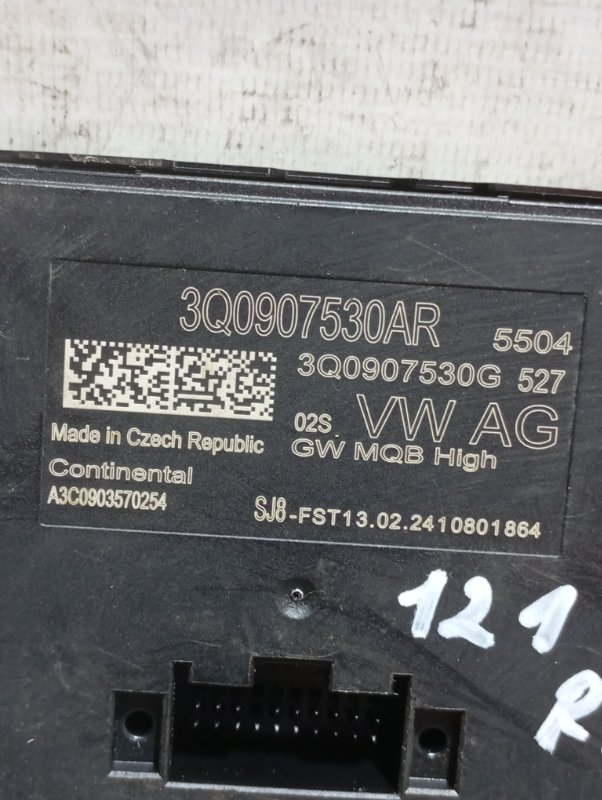 3Q0907530AR 5504
3Q0907530G 527
02S. VW AG
Made in Czech Republic GW MQB High
Continental
A3C0903570254 SJ8-FST13.02.2410801864
121
R